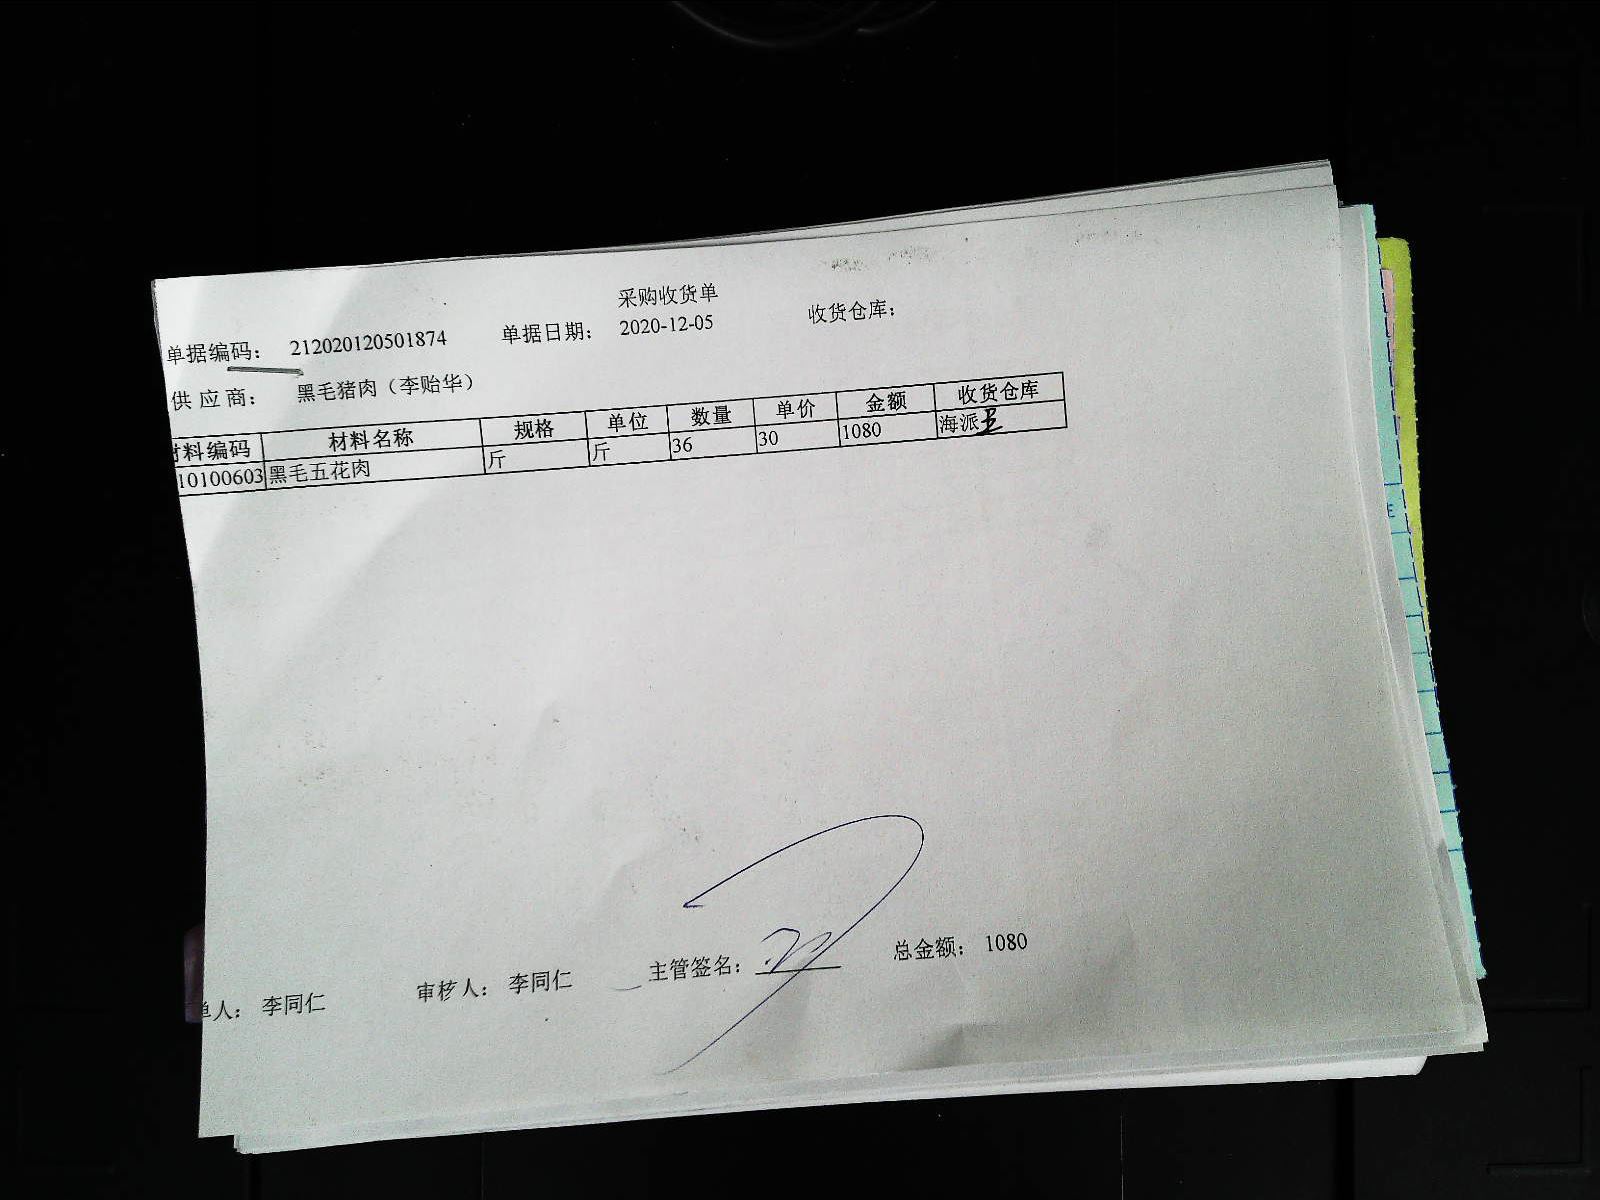 采购收货单
单据编码： 212020120501874 单据日期： 2020-12-05 收货仓库：
供应商： 黑毛猪肉（李贻华）
材料编码 材料名称 规格 单位 数量 单价 金额 收货仓库
10100603 黑毛五花肉 斤 斤 36 30 1080 海派
单人： 李同仁 审核人： 李同仁 主管签名： 总金额： 1080